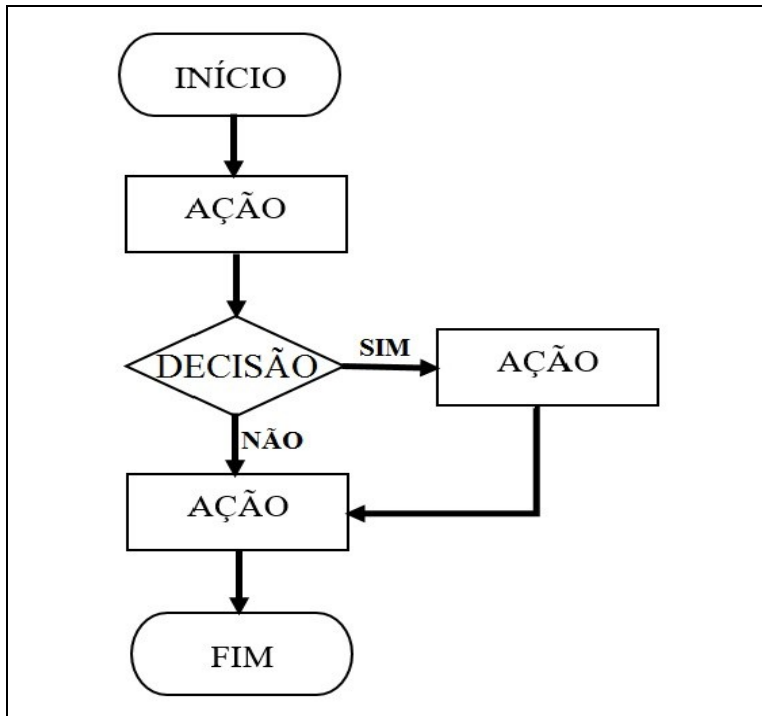 INÍCIO
AÇÃO
DECISÃO
SIM
AÇÃO
NÃO
AÇÃO
FIM